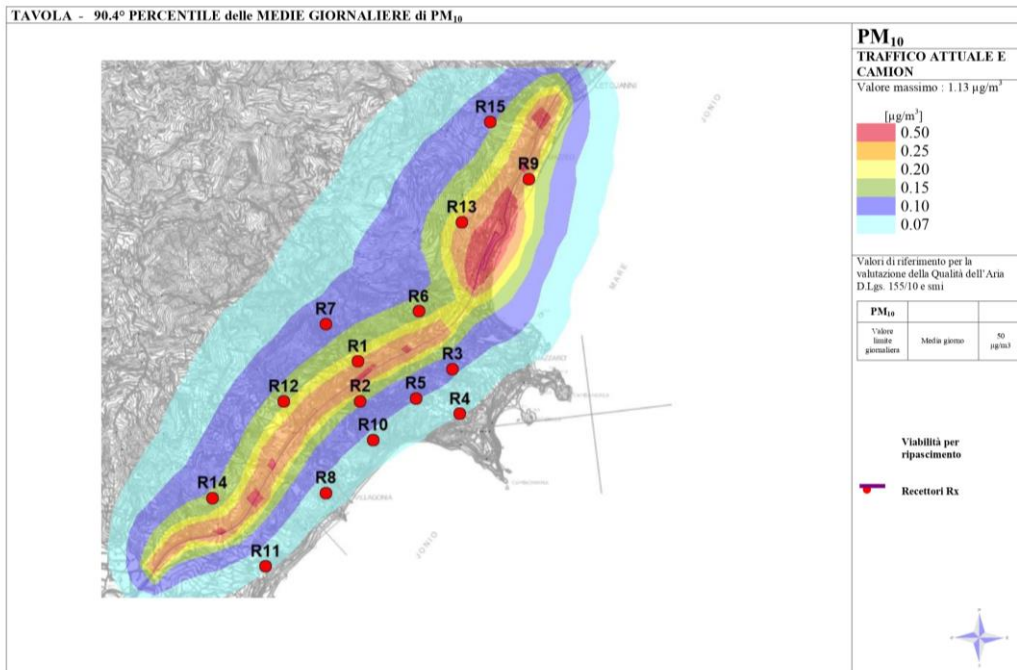 TAVOLA - 90.4° PERCENTILE delle MEDIE GIORNALIERE di PM₁₀
R15
R9
R13
R6
R7
R1
R3
R12
R2
R5
R4
R10
R14
R8
R11
JONIO
MARE
JONIO
PM₁₀
TRAFFICO ATTUALE E
CAMION
Valore massimo : 1.13 µg/m³
[µg/m³]
0.50
0.25
0.20
0.15
0.10
0.07
Valori di riferimento per la
valutazione della Qualità dell'Aria
D.Lgs. 155/10 e smi
PM₁₀
Valore
limite
giornaliera
Media giorno
50
µg/m3
Viabilità per
ripascimento
Recettori Rx